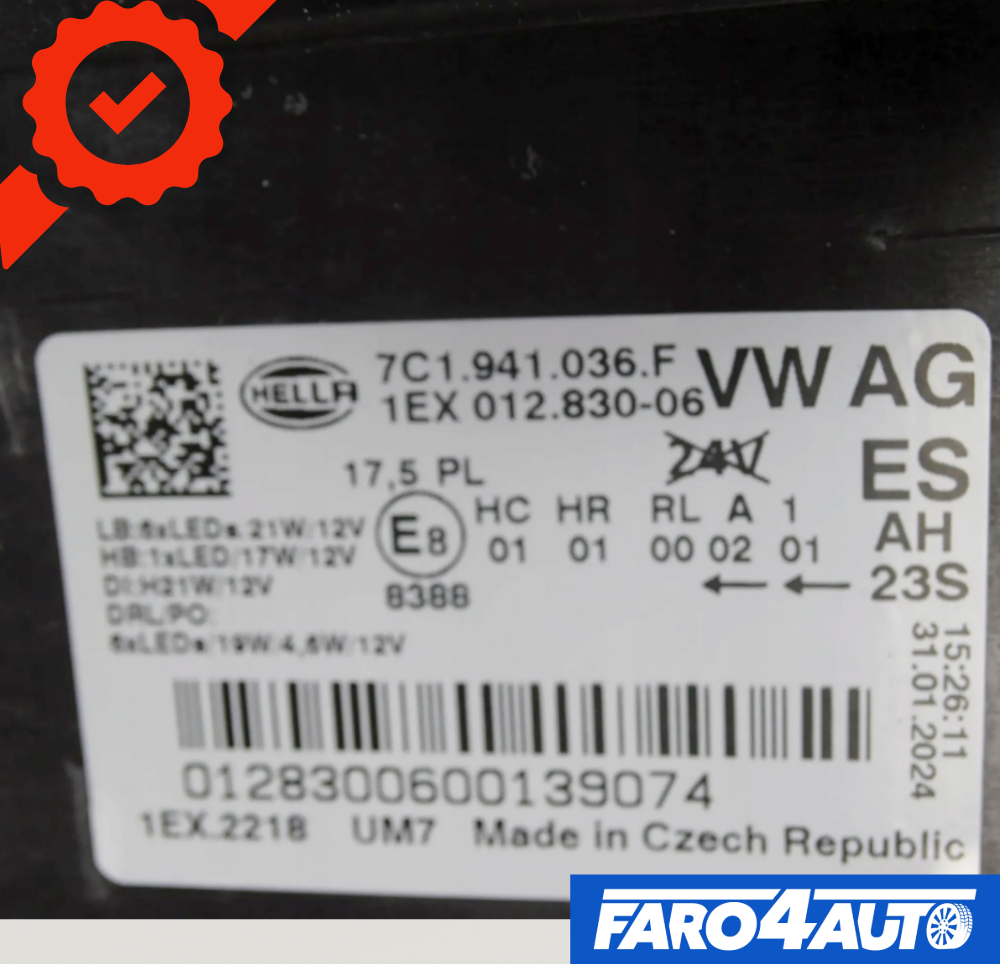 HELLA
7C1.941.036.F
1EX 012.830-06
VW AG
24V
ES
17,5 PL
HC HR RL A 1
01 01 00 02 01
E8
8388
AH
23S
LB:6xLEDs/21W/12V
HB:1xLED/17W/12V
DI:H21W/12V
DRL/PO:
6xLEDs/19W/4,6W/12V
15:26:11
31.01.2024
0128300600139074
1EX.2218 UM7 Made in Czech Republic
FARO4AUTO